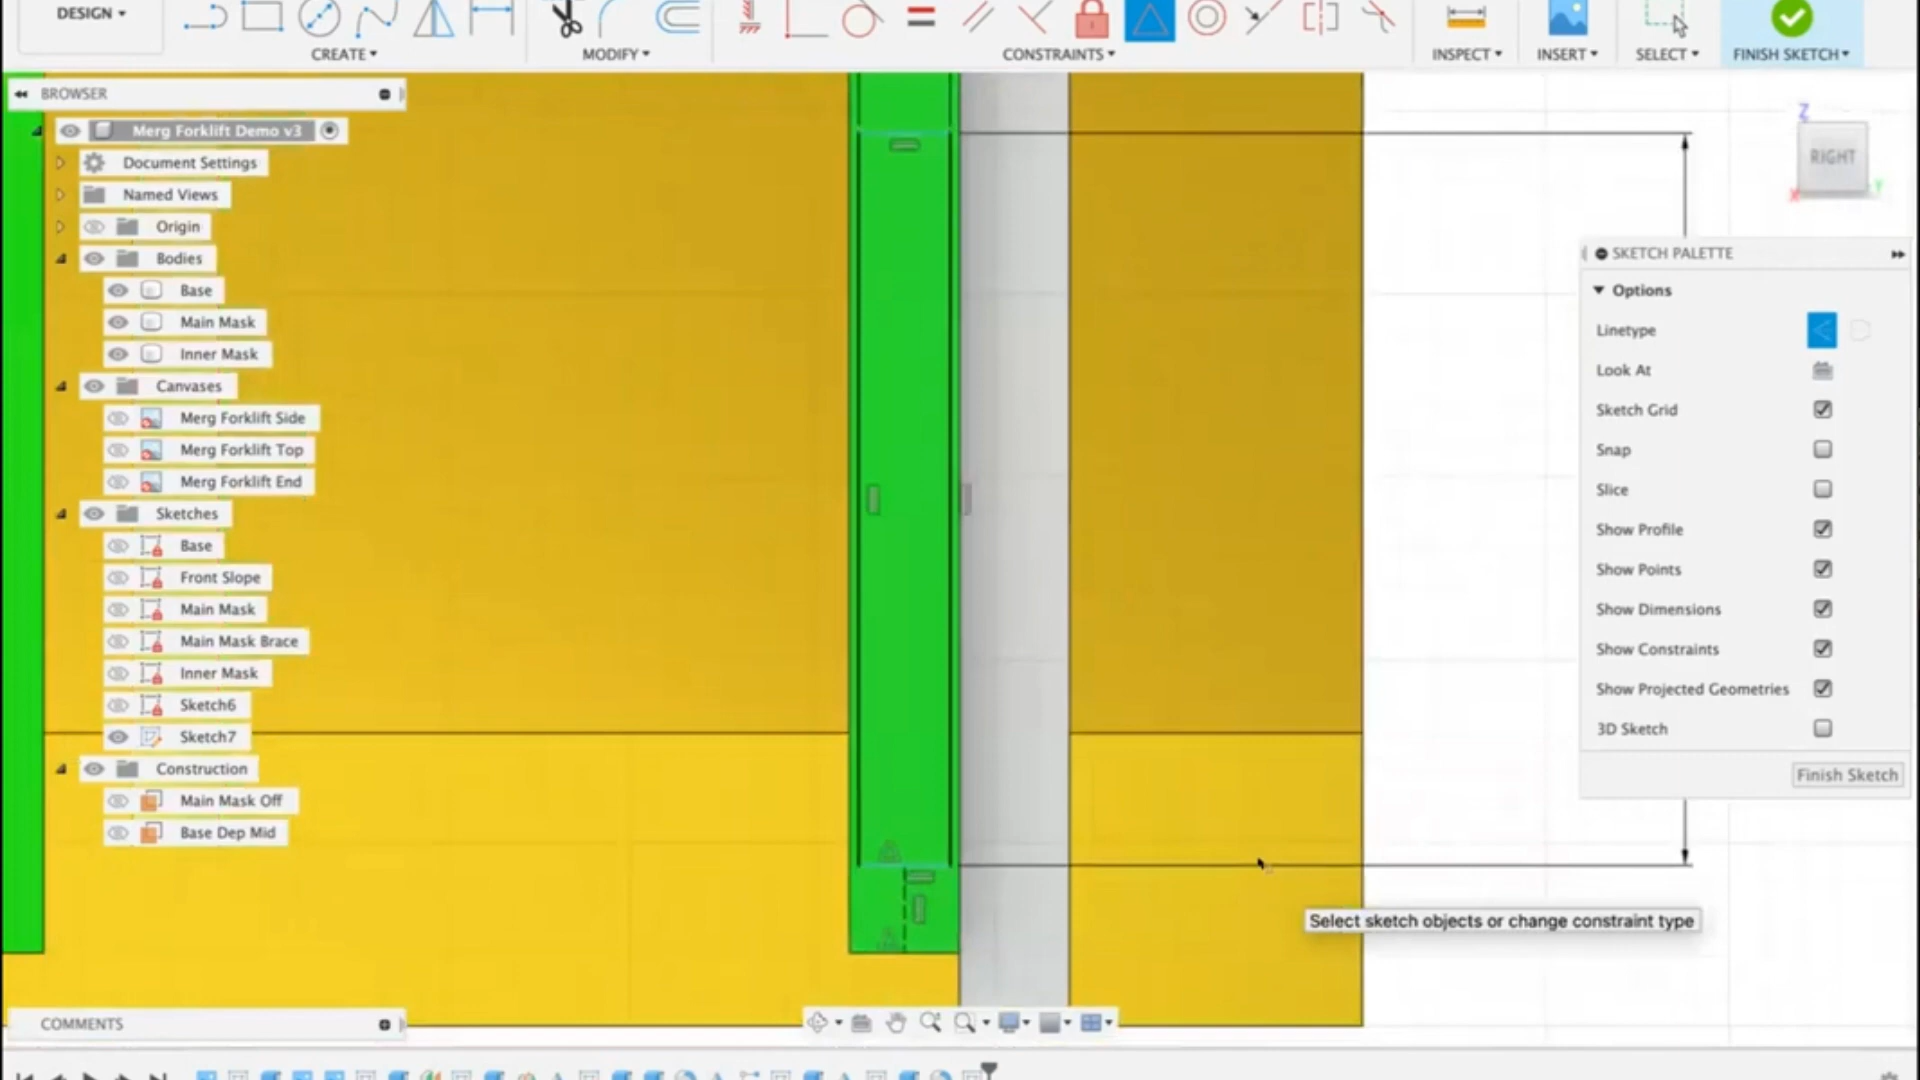 DESIGN
CREATE
MODIFY
CONSTRAINTS
INSPECT
INSERT
SELECT
FINISH SKETCH
BROWSER
Merg Forklift Demo v3
Document Settings
Named Views
Origin
Bodies
Base
Main Mask
Inner Mask
Canvases
Merg Forklift Side
Merg Forklift Top
Merg Forklift End
Sketches
Base
Front Slope
Main Mask
Main Mask Brace
Inner Mask
Sketch6
Sketch7
Construction
Main Mask Off
Base Dep Mid
COMMENTS
Z
RIGHT
X
Y
SKETCH PALETTE
Options
Linetype
Look At
Sketch Grid
Snap
Slice
Show Profile
Show Points
Show Dimensions
Show Constraints
Show Projected Geometries
3D Sketch
Finish Sketch
Select sketch objects or change constraint type